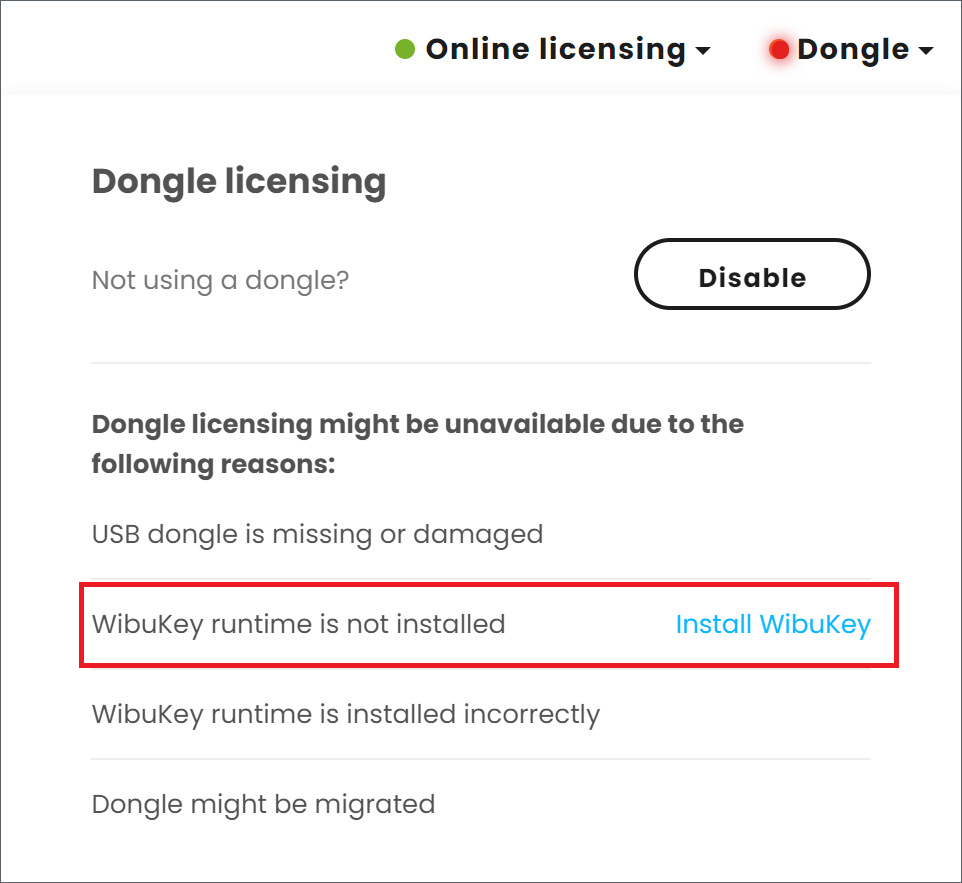 Online licensing
Dongle
Dongle licensing
Not using a dongle?
Disable
Dongle licensing might be unavailable due to the
following reasons:
USB dongle is missing or damaged
WibuKey runtime is not installed
Install WibuKey
WibuKey runtime is installed incorrectly
Dongle might be migrated